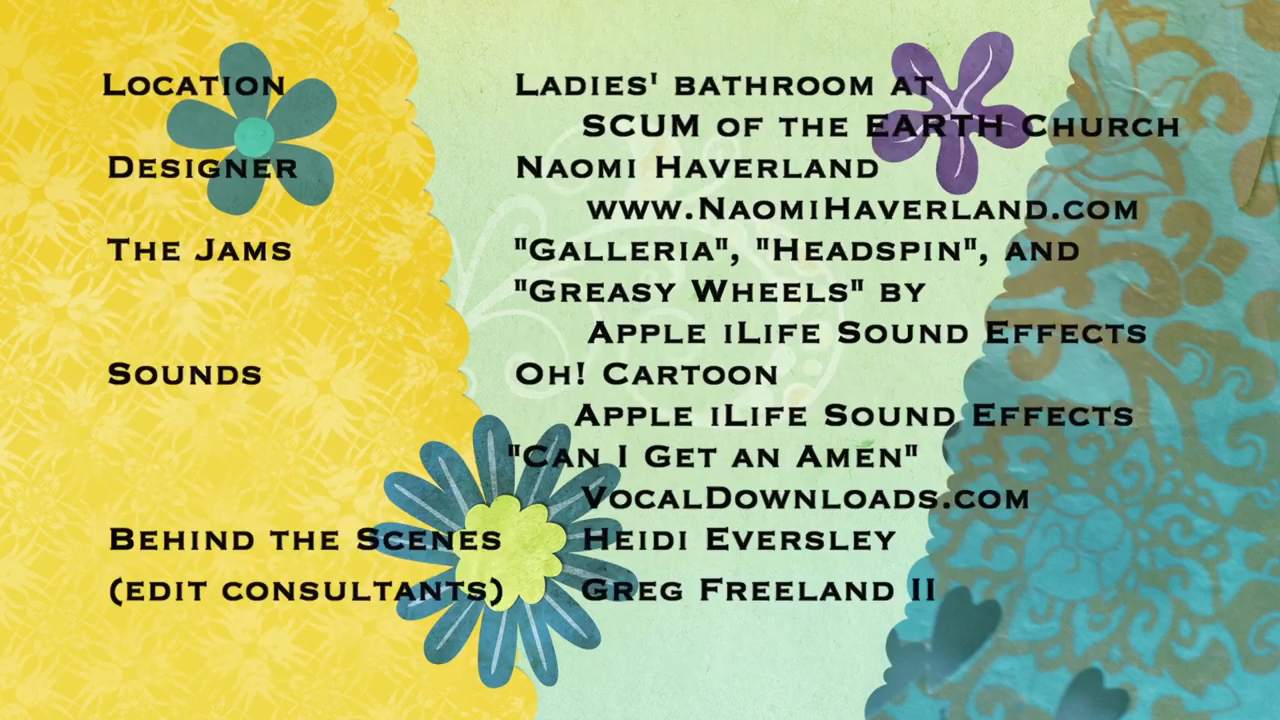 Location Ladies' bathroom at
SCUM of the EARTH Church
Designer Naomi Haverland
www.NaomiHaverland.com
The Jams "Galleria", "Headspin", and
"Greasy Wheels" by
Apple iLife Sound Effects
Sounds Oh! Cartoon
Apple iLife Sound Effects
"Can I Get an Amen"
VocalDownloads.com
Behind the Scenes Heidi Eversley
(edit consultants) Greg Freeland II